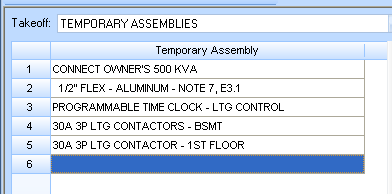 Takeoff: TEMPORARY ASSEMBLIES
Temporary Assembly
1 CONNECT OWNER'S 500 KVA
2 1/2" FLEX - ALUMINUM - NOTE 7, E3.1
3 PROGRAMMABLE TIME CLOCK - LTG CONTROL
4 30A 3P LTG CONTACTORS - BSMT
5 30A 3P LTG CONTACTOR - 1ST FLOOR
6